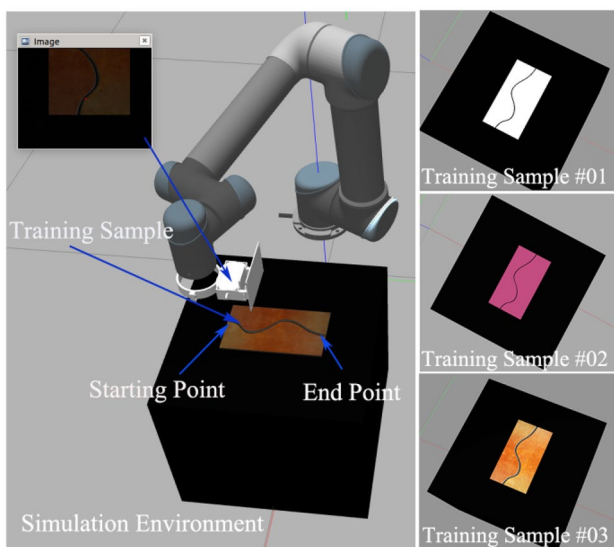 Image
Training Sample
Starting Point
End Point
Simulation Environment
Training Sample #01
Training Sample #02
Training Sample #03